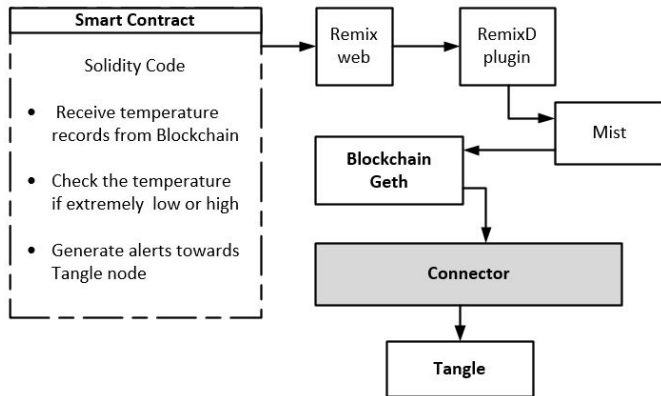 Smart Contract
Solidity Code
• Receive temperature
records from Blockchain
• Check the temperature
if extremely low or high
• Generate alerts towards
Tangle node
Remix
web
RemixD
plugin
Mist
Blockchain
Geth
Connector
Tangle